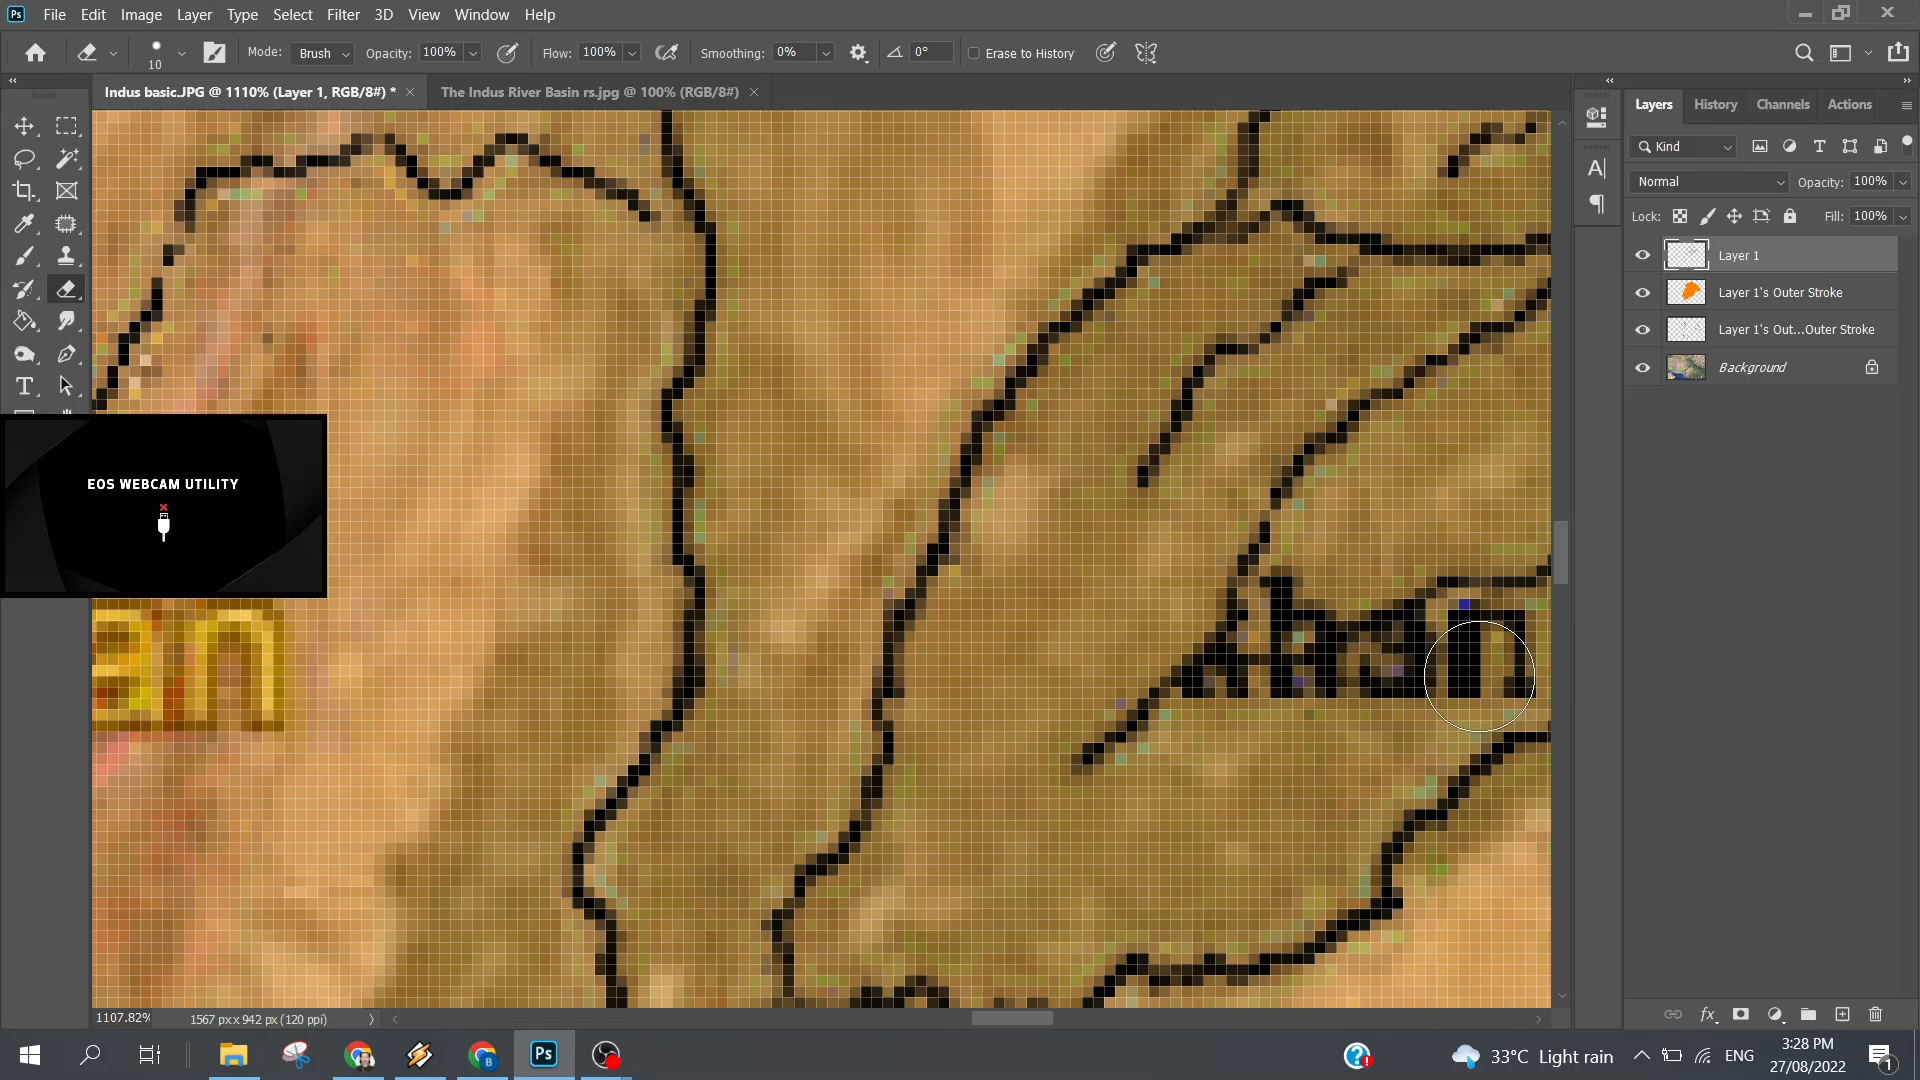 Ps File Edit Image Layer Type Select Filter 3D View Window Help
10 Mode: Brush Opacity: 100% Flow: 100% Smoothing: 0% 0° Erase to History
Indus basic.JPG @ 1110% (Layer 1, RGB/8#) * The Indus River Basin rs.jpg @ 100% (RGB/8#)
Layers History Channels Actions
Kind
Normal Opacity: 100%
Lock: Fill: 100%
Layer 1
Layer 1's Outer Stroke
Layer 1's Out...Outer Stroke
Background
EOS WEBCAM UTILITY
1107.82% 1567 px x 942 px (120 ppi)
Ps 33°C Light rain ENG 3:28 PM
27/08/2022 1